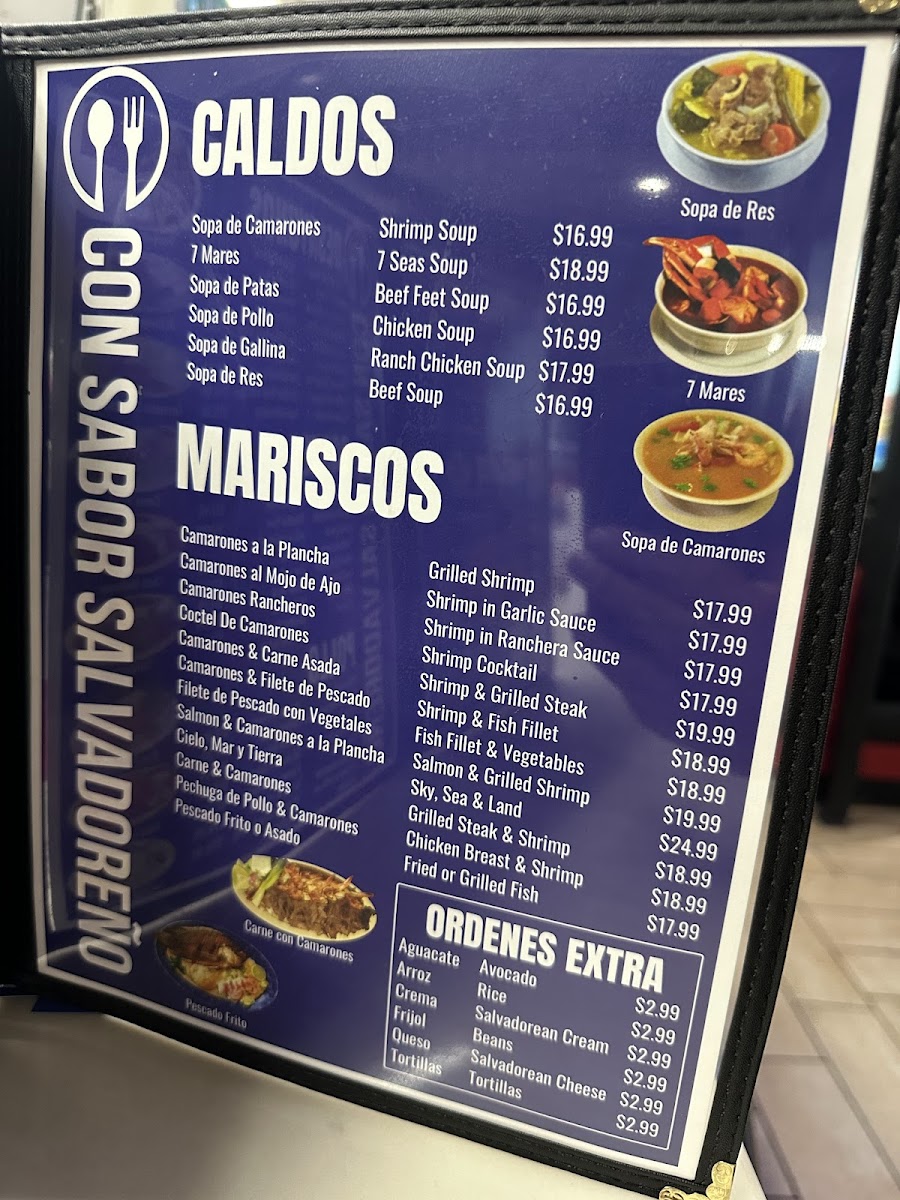 CON SABOR SALVADOREÑO
CALDOS
Sopa de Camarones Shrimp Soup $16.99
7 Mares 7 Seas Soup $18.99
Sopa de Patas Beef Feet Soup $16.99
Sopa de Pollo Chicken Soup $16.99
Sopa de Gallina Ranch Chicken Soup $17.99
Sopa de Res Beef Soup $16.99
Sopa de Res
7 Mares
Sopa de Camarones
MARISCOS
Camarones a la Plancha Grilled Shrimp $17.99
Camarones al Mojo de Ajo Shrimp in Garlic Sauce $17.99
Camarones Rancheros Shrimp in Ranchera Sauce $17.99
Coctel De Camarones Shrimp Cocktail $17.99
Camarones & Carne Asada Shrimp & Grilled Steak $19.99
Camarones & Filete de Pescado Shrimp & Fish Fillet $18.99
Filete de Pescado con Vegetales Fish Fillet & Vegetables $18.99
Salmon & Camarones a la Plancha Salmon & Grilled Shrimp $19.99
Cielo, Mar y Tierra Sky, Sea & Land $24.99
Carne & Camarones Grilled Steak & Shrimp $18.99
Pechuga de Pollo & Camarones Chicken Breast & Shrimp $18.99
Pescado Frito o Asado Fried or Grilled Fish $17.99
Carne con Camarones
Pescado Frito
ORDENES EXTRA
Aguacate Avocado $2.99
Arroz Rice $2.99
Crema Salvadorean Cream $2.99
Frijol Beans $2.99
Queso Salvadorean Cheese $2.99
Tortillas Tortillas $2.99